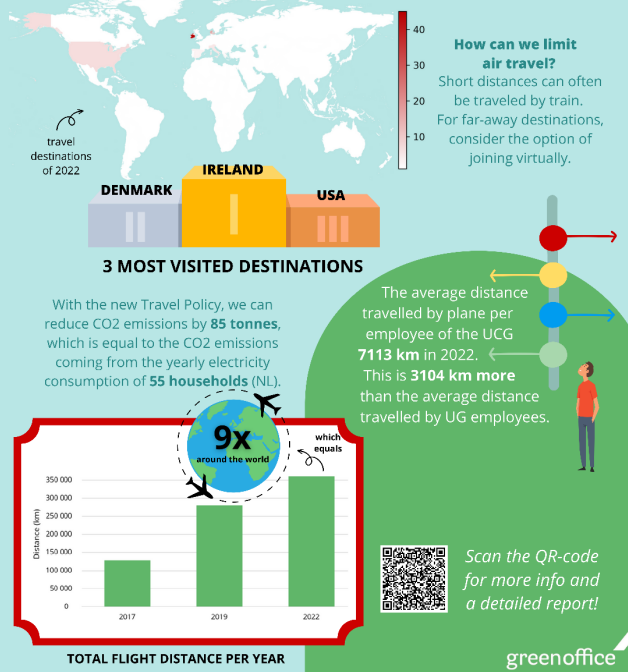 40
30
20
10
How can we limit
air travel?
Short distances can often
be traveled by train.
For far-away destinations,
consider the option of
joining virtually.
travel
destinations
of 2022
DENMARK
IRELAND
USA
II
I
III
3 MOST VISITED DESTINATIONS
With the new Travel Policy, we can
reduce CO2 emissions by 85 tonnes,
which is equal to the CO2 emissions
coming from the yearly electricity
consumption of 55 households (NL).
The average distance
travelled by plane per
employee of the UCG
7113 km in 2022.
This is 3104 km more
than the average distance
travelled by UG employees.
9x
around the world
which
equals
Distance (km)
350 000
300 000
250 000
200 000
150 000
100 000
50 000
0
2017
2019
2022
TOTAL FLIGHT DISTANCE PER YEAR
Scan the QR-code
for more info and
a detailed report!
greenoffice